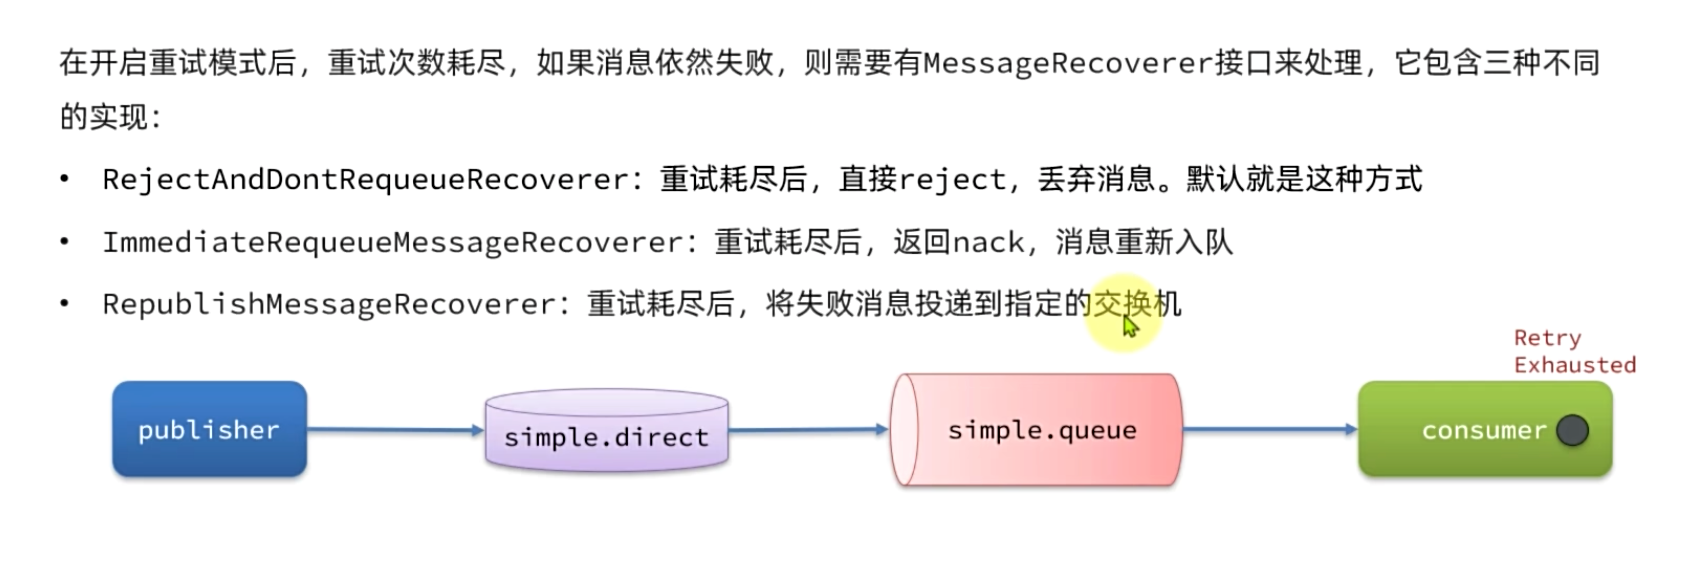 在开启重试模式后，重试次数耗尽，如果消息依然失败，则需要有MessageRecoverer接口来处理，它包含三种不同
的实现：
• RejectAndDontRequeueRecoverer：重试耗尽后，直接reject，丢弃消息。默认就是这种方式
• ImmediateRequeueMessageRecoverer：重试耗尽后，返回nack，消息重新入队
• RepublishMessageRecoverer：重试耗尽后，将失败消息投递到指定的交换机
Retry
Exhausted
publisher
simple.direct
simple.queue
consumer